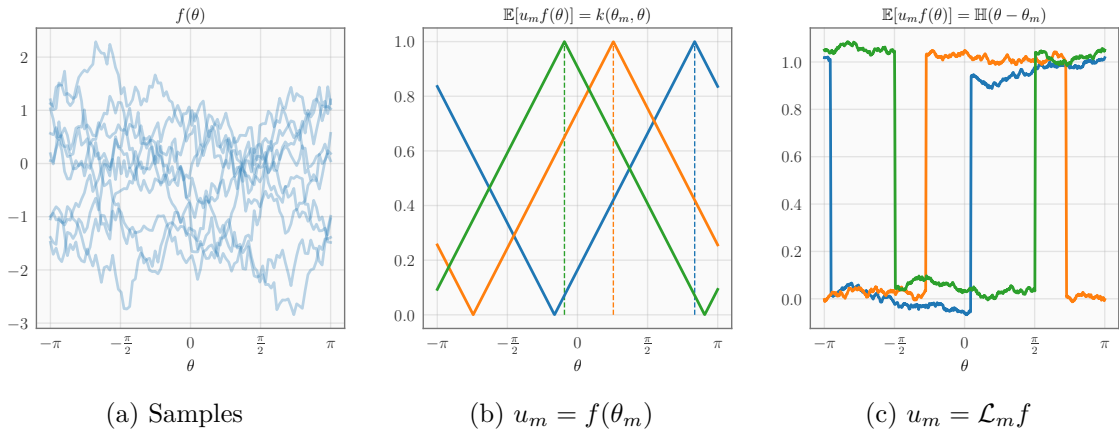 f(θ)
2
1
0
−1
−2
−3
−π
−π/2
0
π/2
π
θ
(a) Samples
𝔼[u_m f(θ)] = k(θ_m, θ)
1.0
0.8
0.6
0.4
0.2
0.0
−π
−π/2
0
π/2
π
θ
(b) u_m = f(θ_m)
𝔼[u_m f(θ)] = ℍ(θ − θ_m)
1.0
0.8
0.6
0.4
0.2
0.0
−π
−π/2
0
π/2
π
θ
(c) u_m = ℒ_m f